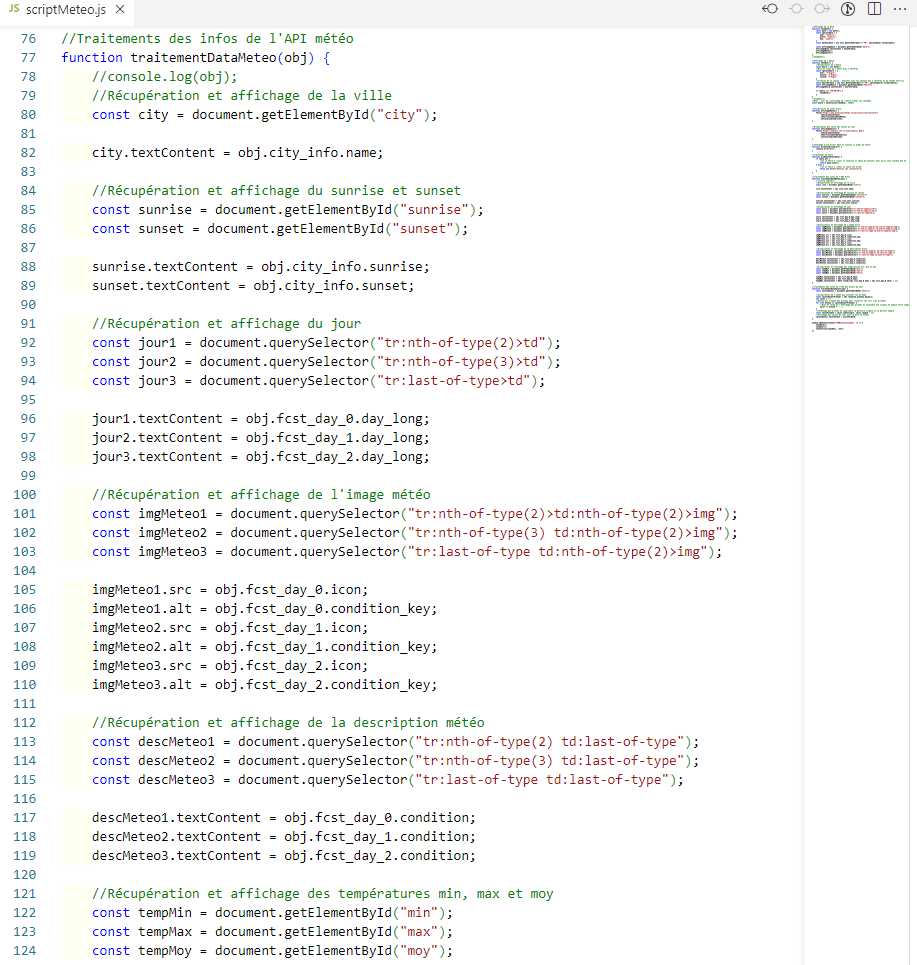 JS scriptMeteo.js ×
76 //Traitements des infos de l'API météo
77 function traitementDataMeteo(obj) {
78 //console.log(obj);
79 //Récupération et affichage de la ville
80 const city = document.getElementById("city");
81
82 city.textContent = obj.city_info.name;
83
84 //Récupération et affichage du sunrise et sunset
85 const sunrise = document.getElementById("sunrise");
86 const sunset = document.getElementById("sunset");
87
88 sunrise.textContent = obj.city_info.sunrise;
89 sunset.textContent = obj.city_info.sunset;
90
91 //Récupération et affichage du jour
92 const jour1 = document.querySelector("tr:nth-of-type(2)>td");
93 const jour2 = document.querySelector("tr:nth-of-type(3)>td");
94 const jour3 = document.querySelector("tr:last-of-type>td");
95
96 jour1.textContent = obj.fcst_day_0.day_long;
97 jour2.textContent = obj.fcst_day_1.day_long;
98 jour3.textContent = obj.fcst_day_2.day_long;
99
100 //Récupération et affichage de l'image météo
101 const imgMeteo1 = document.querySelector("tr:nth-of-type(2)>td:nth-of-type(2)>img");
102 const imgMeteo2 = document.querySelector("tr:nth-of-type(3) td:nth-of-type(2)>img");
103 const imgMeteo3 = document.querySelector("tr:last-of-type td:nth-of-type(2)>img");
104
105 imgMeteo1.src = obj.fcst_day_0.icon;
106 imgMeteo1.alt = obj.fcst_day_0.condition_key;
107 imgMeteo2.src = obj.fcst_day_1.icon;
108 imgMeteo2.alt = obj.fcst_day_1.condition_key;
109 imgMeteo3.src = obj.fcst_day_2.icon;
110 imgMeteo3.alt = obj.fcst_day_2.condition_key;
111
112 //Récupération et affichage de la description météo
113 const descMeteo1 = document.querySelector("tr:nth-of-type(2) td:last-of-type");
114 const descMeteo2 = document.querySelector("tr:nth-of-type(3) td:last-of-type");
115 const descMeteo3 = document.querySelector("tr:last-of-type td:last-of-type");
116
117 descMeteo1.textContent = obj.fcst_day_0.condition;
118 descMeteo2.textContent = obj.fcst_day_1.condition;
119 descMeteo3.textContent = obj.fcst_day_2.condition;
120
121 //Récupération et affichage des températures min, max et moy
122 const tempMin = document.getElementById("min");
123 const tempMax = document.getElementById("max");
124 const tempMoy = document.getElementById("moy");